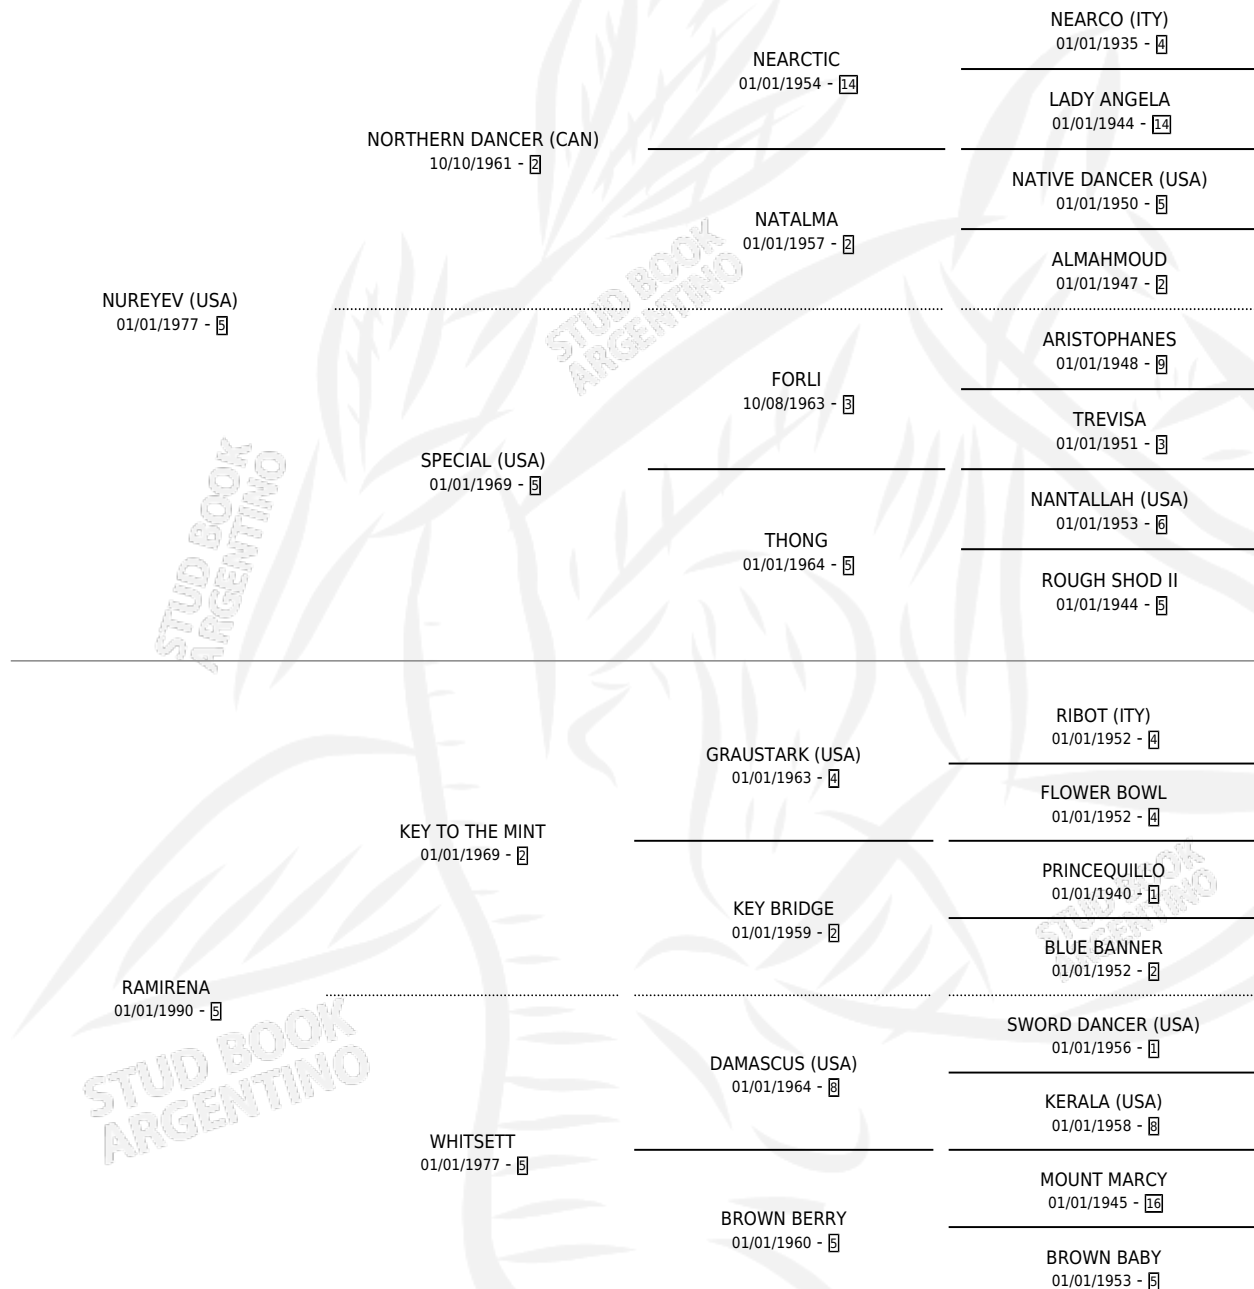 NUREYEV (USA)
01/01/1977 - 5
NORTHERN DANCER (CAN)
10/10/1961 - 2
NEARCTIC
01/01/1954 - 14
NEARCO (ITY)
01/01/1935 - 4
LADY ANGELA
01/01/1944 - 14
NATALMA
01/01/1957 - 2
NATIVE DANCER (USA)
01/01/1950 - 5
ALMAHMOUD
01/01/1947 - 2
SPECIAL (USA)
01/01/1969 - 5
FORLI
10/08/1963 - 3
ARISTOPHANES
01/01/1948 - 9
TREVISA
01/01/1951 - 3
THONG
01/01/1964 - 5
NANTALLAH (USA)
01/01/1953 - 6
ROUGH SHOD II
01/01/1944 - 5
RAMIRENA
01/01/1990 - 5
KEY TO THE MINT
01/01/1969 - 2
GRAUSTARK (USA)
01/01/1963 - 4
RIBOT (ITY)
01/01/1952 - 4
FLOWER BOWL
01/01/1952 - 4
KEY BRIDGE
01/01/1959 - 2
PRINCEQUILLO
01/01/1940 - 1
BLUE BANNER
01/01/1952 - 2
WHITSETT
01/01/1977 - 5
DAMASCUS (USA)
01/01/1964 - 8
SWORD DANCER (USA)
01/01/1956 - 1
KERALA (USA)
01/01/1958 - 8
BROWN BERRY
01/01/1960 - 5
MOUNT MARCY
01/01/1945 - 16
BROWN BABY
01/01/1953 - 5
STUD BOOK
ARGENTINO
STUD BOOK
ARGENTINO
STUD BOOK
ARGENTINO
STUD BOOK
ARGENTINO